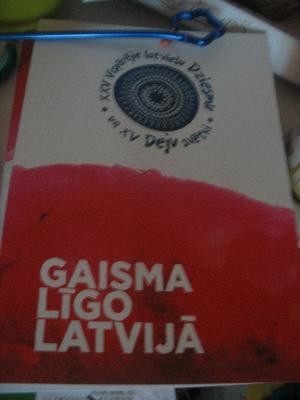 XXV Vispārējie latviešu Dziesmu
un XV Deju svētki
GAISMA
LĪGO
LATVIJĀ